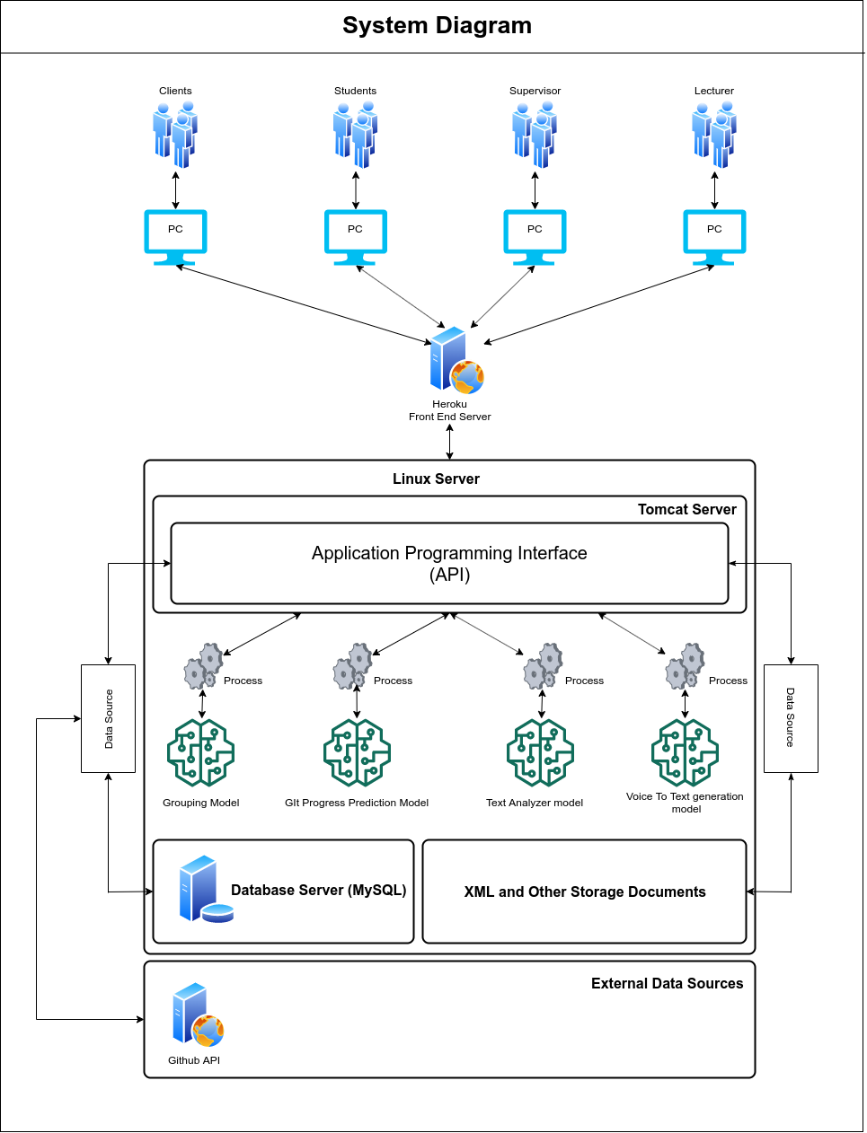 System Diagram
Clients
Students
Supervisor
Lecturer
PC
PC
PC
PC
Heroku
Front End Server
Linux Server
Tomcat Server
Application Programming Interface
(API)
Process
Process
Process
Process
Data Source
Data Source
Grouping Model
GIt Progress Prediction Model
Text Analyzer model
Voice To Text generation
model
Database Server (MySQL)
XML and Other Storage Documents
External Data Sources
Github API